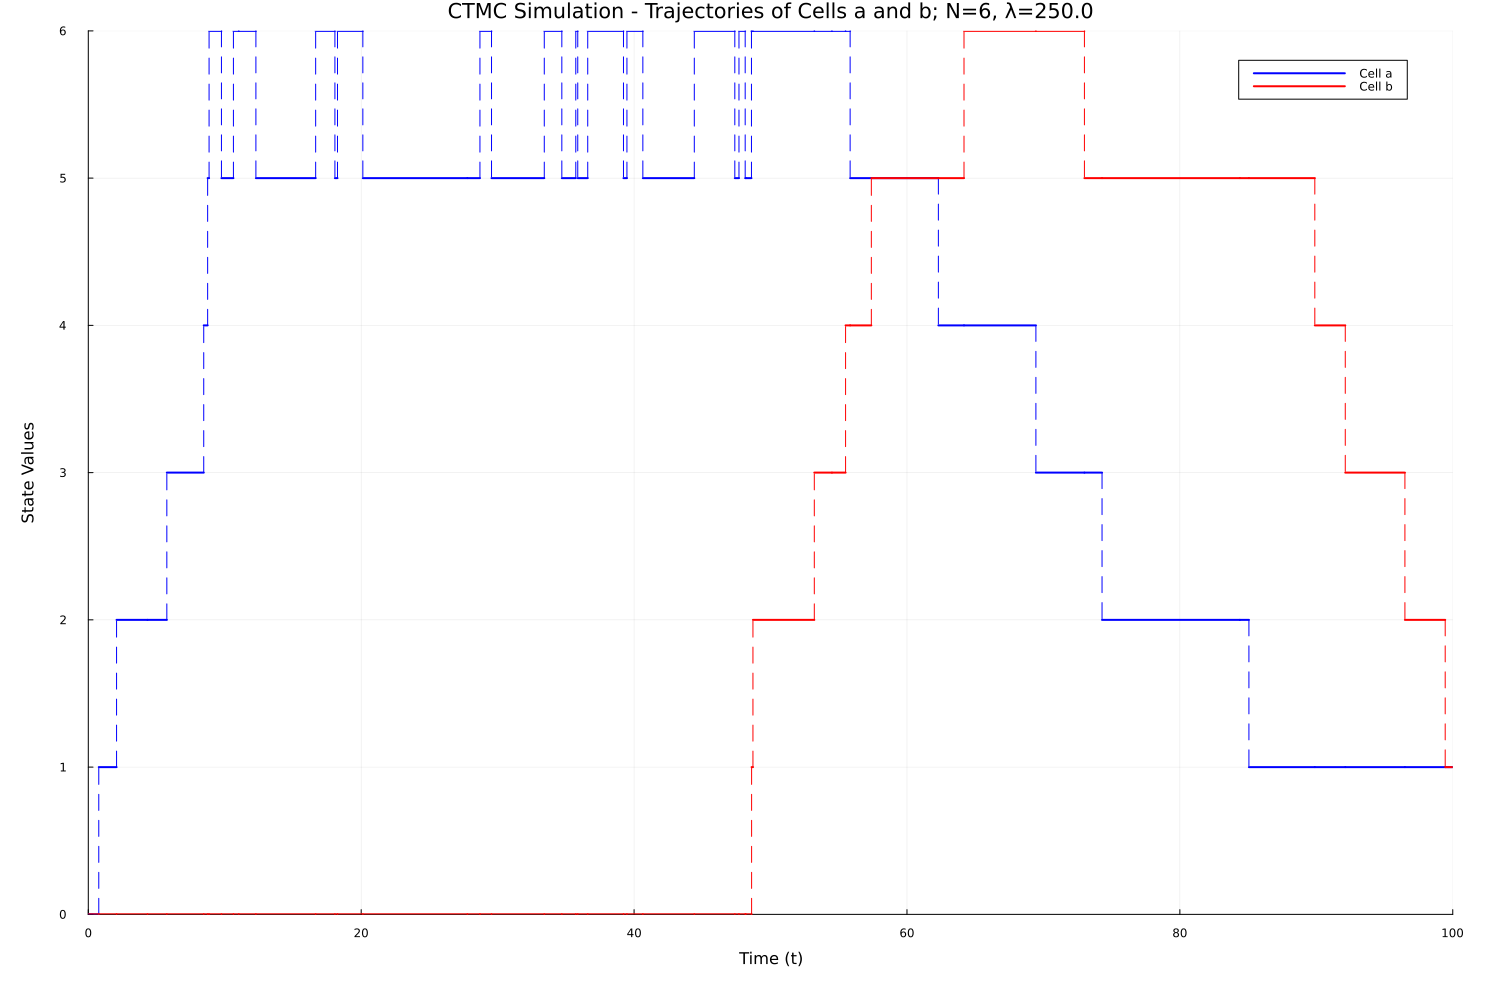 CTMC Simulation - Trajectories of Cells a and b; N=6, λ=250.0
6
5
4
3
2
1
0
State Values
Cell a
Cell b
0 20 40 60 80 100
Time (t)